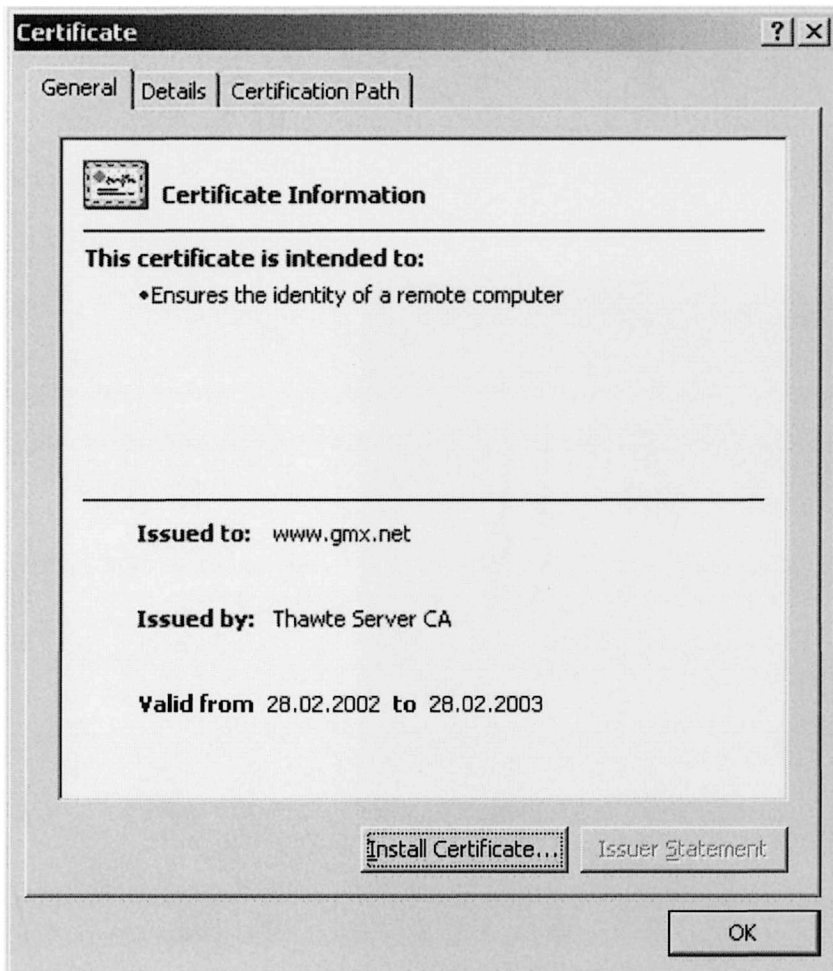 Certificate
General Details Certification Path
Certificate Information
This certificate is intended to:
•Ensures the identity of a remote computer
Issued to: www.gmx.net
Issued by: Thawte Server CA
Valid from 28.02.2002 to 28.02.2003
Install Certificate... Issuer Statement
OK